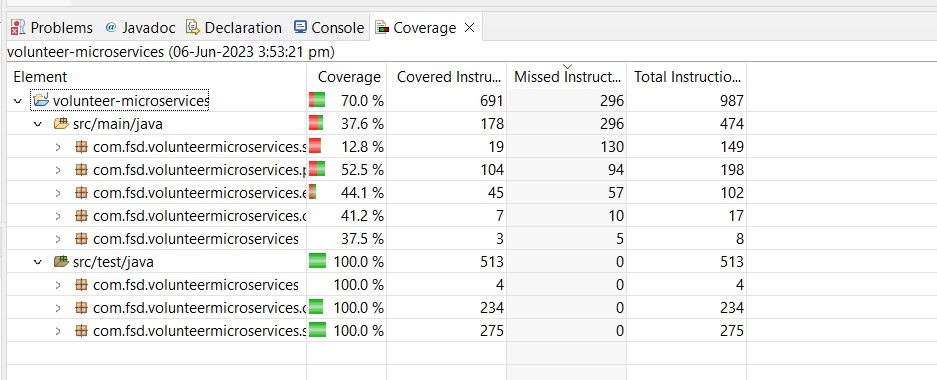 Problems @ Javadoc Declaration Console Coverage
volunteer-microservices (06-Jun-2023 3:53:21 pm)
Element Coverage Covered Instru... Missed Instruct... Total Instructio...
volunteer-microservices 70.0 % 691 296 987
src/main/java 37.6 % 178 296 474
com.fsd.volunteermicroservices.s 12.8 % 19 130 149
com.fsd.volunteermicroservices.p 52.5 % 104 94 198
com.fsd.volunteermicroservices.e 44.1 % 45 57 102
com.fsd.volunteermicroservices.c 41.2 % 7 10 17
com.fsd.volunteermicroservices 37.5 % 3 5 8
src/test/java 100.0 % 513 0 513
com.fsd.volunteermicroservices 100.0 % 4 0 4
com.fsd.volunteermicroservices.c 100.0 % 234 0 234
com.fsd.volunteermicroservices.s 100.0 % 275 0 275